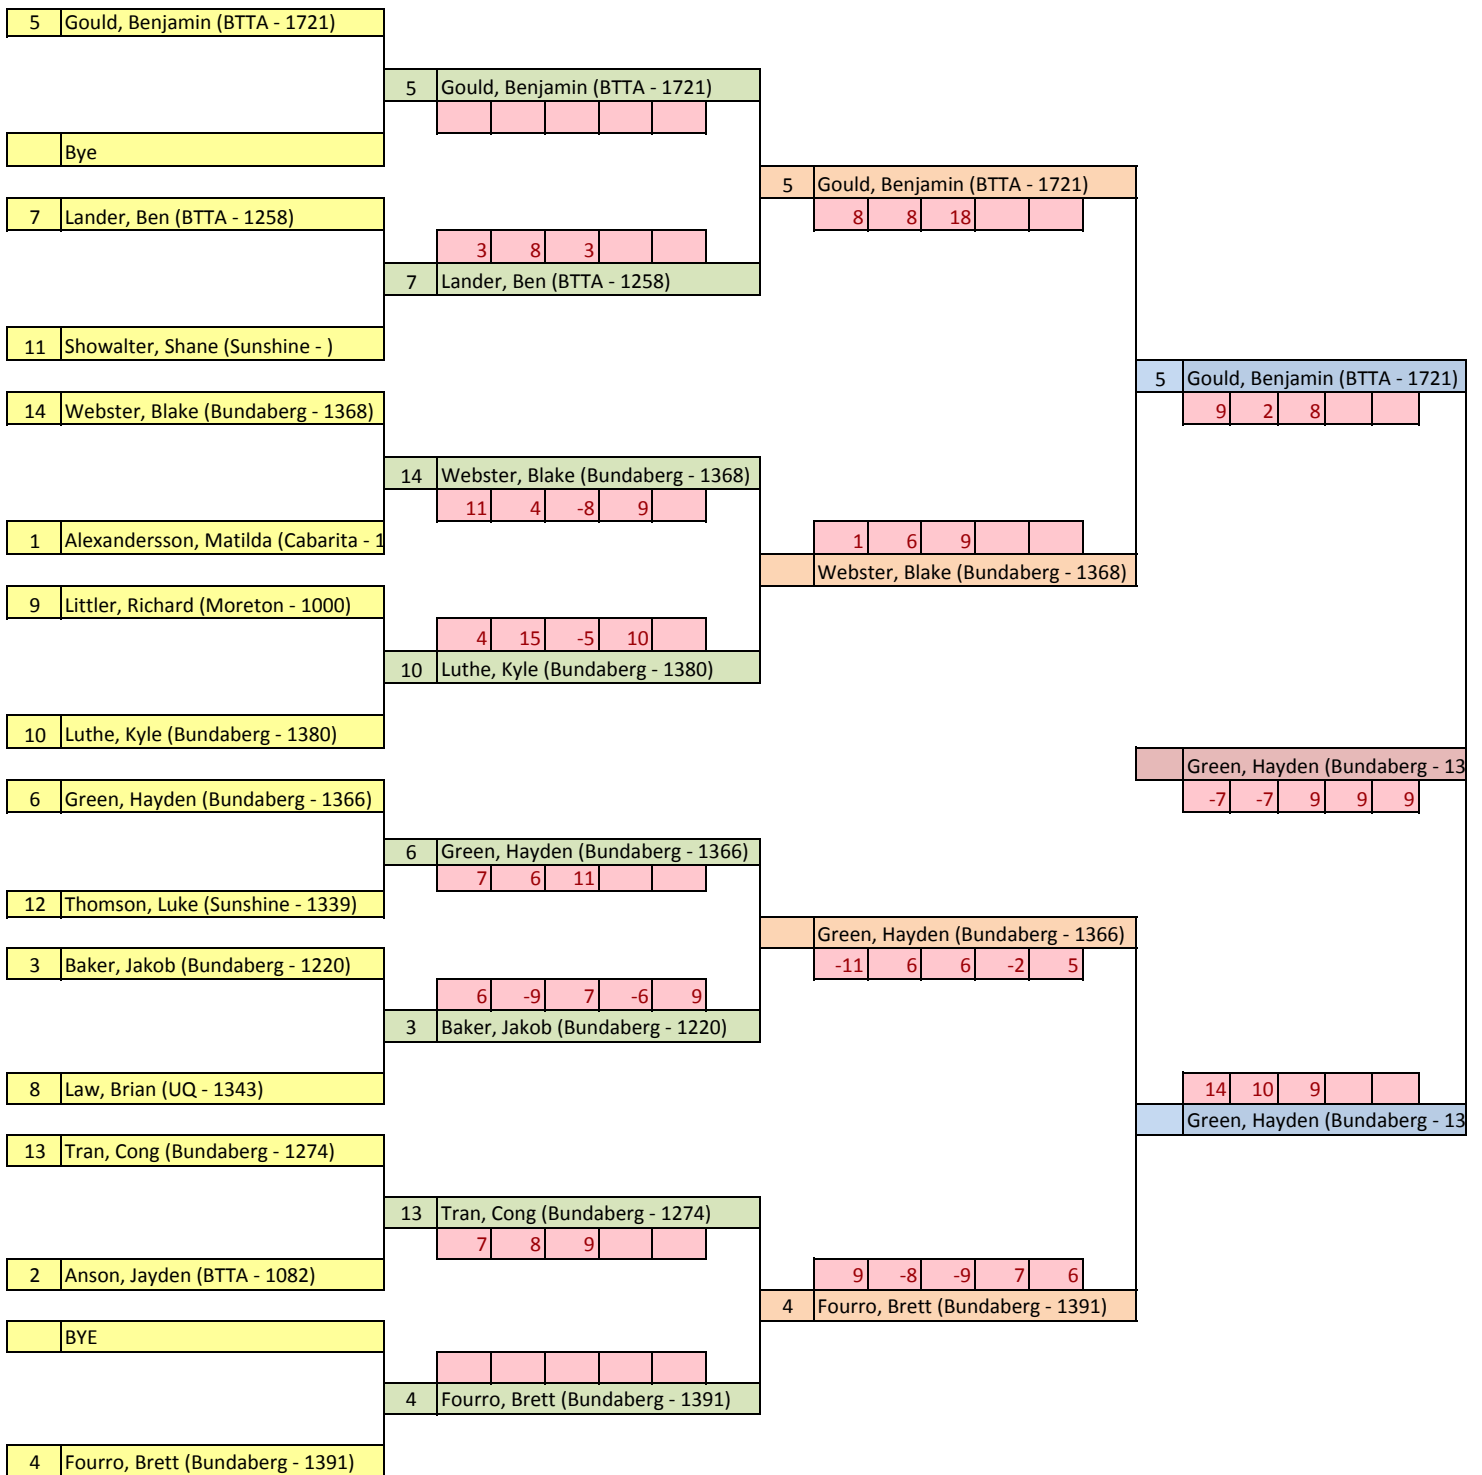 5 Gould, Benjamin (BTTA - 1721)
5 Gould, Benjamin (BTTA - 1721)
Bye
5 Gould, Benjamin (BTTA - 1721)
7 Lander, Ben (BTTA - 1258)
8 8 18
3 8 3
7 Lander, Ben (BTTA - 1258)
11 Showalter, Shane (Sunshine - )
5 Gould, Benjamin (BTTA - 1721)
14 Webster, Blake (Bundaberg - 1368)
9 2 8
14 Webster, Blake (Bundaberg - 1368)
11 4 -8 9
1 Alexandersson, Matilda (Cabarita - 1
1 6 9
Webster, Blake (Bundaberg - 1368)
9 Littler, Richard (Moreton - 1000)
4 15 -5 10
10 Luthe, Kyle (Bundaberg - 1380)
10 Luthe, Kyle (Bundaberg - 1380)
Green, Hayden (Bundaberg - 13
6 Green, Hayden (Bundaberg - 1366)
-7 -7 9 9 9
6 Green, Hayden (Bundaberg - 1366)
7 6 11
12 Thomson, Luke (Sunshine - 1339)
Green, Hayden (Bundaberg - 1366)
3 Baker, Jakob (Bundaberg - 1220)
-11 6 6 -2 5
6 -9 7 -6 9
3 Baker, Jakob (Bundaberg - 1220)
8 Law, Brian (UQ - 1343)
14 10 9
Green, Hayden (Bundaberg - 13
13 Tran, Cong (Bundaberg - 1274)
13 Tran, Cong (Bundaberg - 1274)
7 8 9
2 Anson, Jayden (BTTA - 1082)
9 -8 -9 7 6
4 Fourro, Brett (Bundaberg - 1391)
BYE
4 Fourro, Brett (Bundaberg - 1391)
4 Fourro, Brett (Bundaberg - 1391)